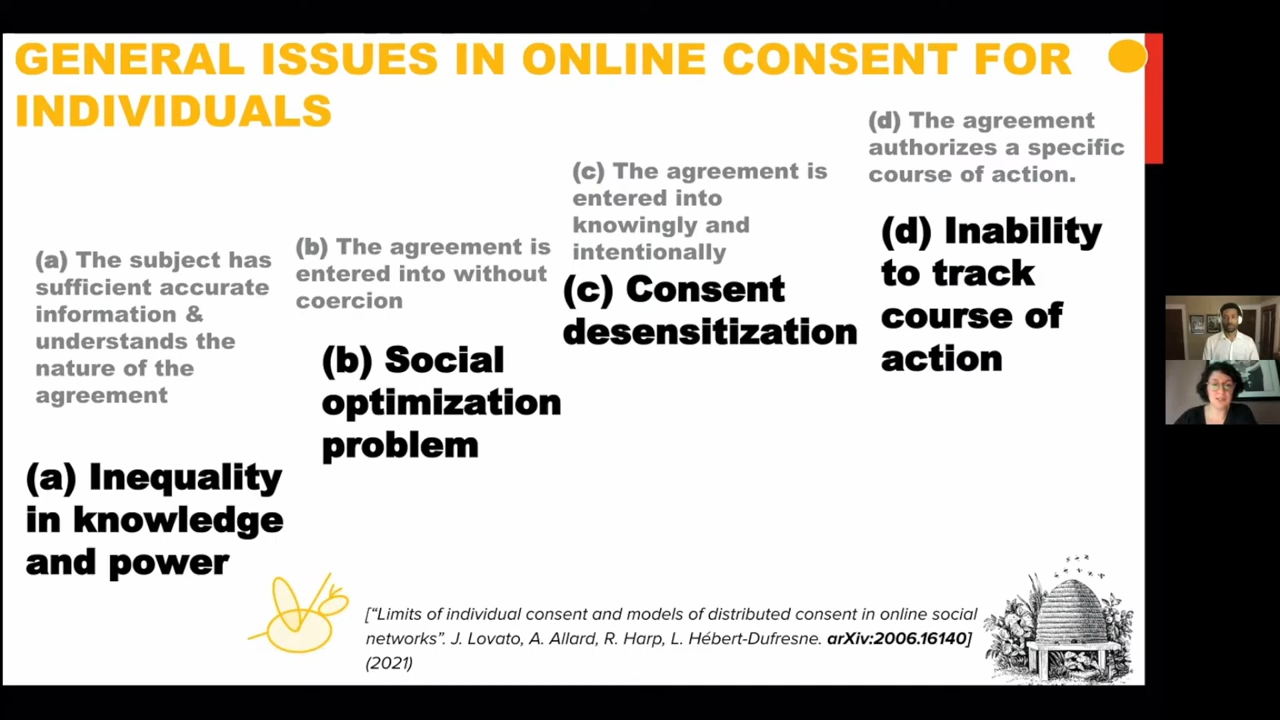 GENERAL ISSUES IN ONLINE CONSENT FOR
INDIVIDUALS
(a) The subject has
sufficient accurate
information &
understands the
nature of the
agreement
(a) Inequality
in knowledge
and power
(b) The agreement is
entered into without
coercion
(b) Social
optimization
problem
(c) The agreement is
entered into
knowingly and
intentionally
(c) Consent
desensitization
(d) The agreement
authorizes a specific
course of action.
(d) Inability
to track
course of
action
["Limits of individual consent and models of distributed consent in online social
networks". J. Lovato, A. Allard, R. Harp, L. Hébert-Dufresne. arXiv:2006.16140]
(2021)